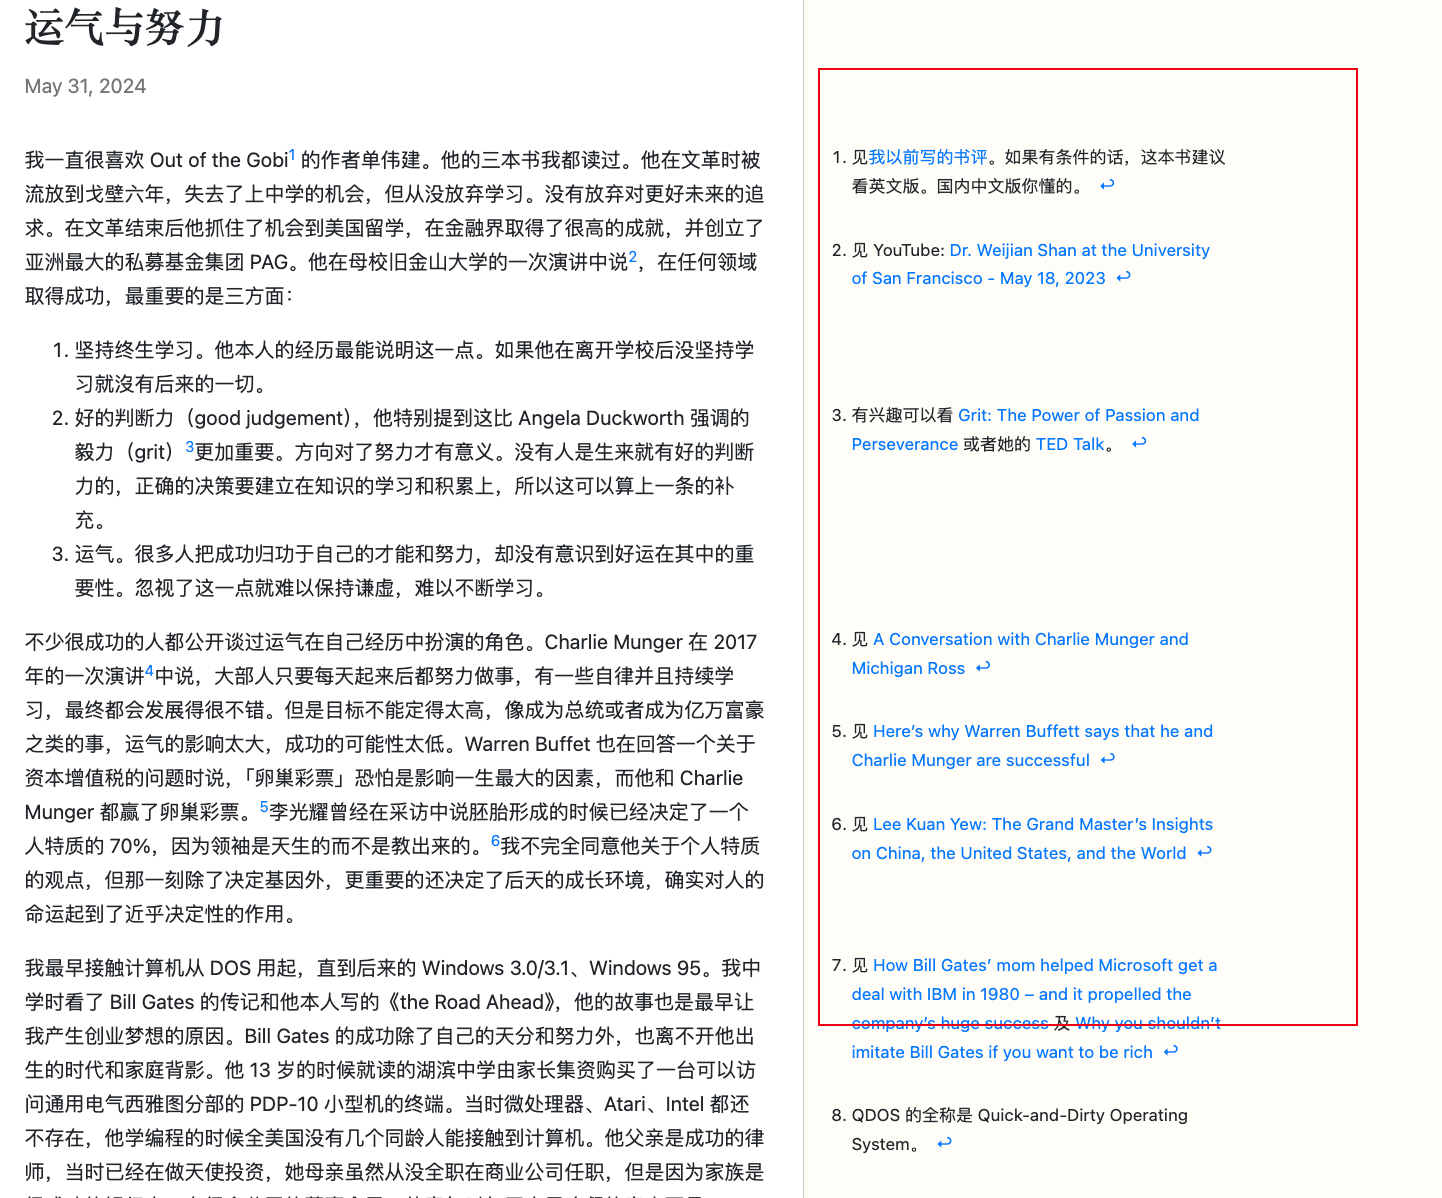 运气与努力
May 31, 2024
我一直很喜欢 Out of the Gobi1 的作者单伟建。他的三本书我都读过。他在文革时被
流放到戈壁六年，失去了上中学的机会，但从没放弃学习。没有放弃对更好未来的追
求。在文革结束后他抓住了机会到美国留学，在金融界取得了很高的成就，并创立了
亚洲最大的私募基金集团 PAG。他在母校旧金山大学的一次演讲中说2，在任何领域
取得成功，最重要的是三方面：
1. 坚持终生学习。他本人的经历最能说明这一点。如果他在离开学校后没坚持学
习就沒有后来的一切。
2. 好的判断力（good judgement），他特别提到这比 Angela Duckworth 强调的
毅力（grit）3更加重要。方向对了努力才有意义。没有人是生来就有好的判断
力的，正确的决策要建立在知识的学习和积累上，所以这可以算上一条的补
充。
3. 运气。很多人把成功归功于自己的才能和努力，却没有意识到好运在其中的重
要性。忽视了这一点就难以保持谦虚，难以不断学习。
不少很成功的人都公开谈过运气在自己经历中扮演的角色。Charlie Munger 在 2017
年的一次演讲4中说，大部人只要每天起来后都努力做事，有一些自律并且持续学
习，最终都会发展得很不错。但是目标不能定得太高，像成为总统或者成为亿万富豪
之类的事，运气的影响太大，成功的可能性太低。Warren Buffet 也在回答一个关于
资本增值税的问题时说，「卵巢彩票」恐怕是影响一生最大的因素，而他和 Charlie
Munger 都赢了卵巢彩票。5李光耀曾经在采访中说胚胎形成的时候已经决定了一个
人特质的 70%，因为领袖是天生的而不是教出来的。6我不完全同意他关于个人特质
的观点，但那一刻除了决定基因外，更重要的还决定了后天的成长环境，确实对人的
命运起到了近乎决定性的作用。
我最早接触计算机从 DOS 用起，直到后来的 Windows 3.0/3.1、Windows 95。我中
学时看了 Bill Gates 的传记和他本人写的《the Road Ahead》，他的故事也是最早让
我产生创业梦想的原因。Bill Gates 的成功除了自己的天分和努力外，也离不开他出
生的时代和家庭背影。他 13 岁的时候就读的湖滨中学由家长集资购买了一台可以访
问通用电气西雅图分部的 PDP-10 小型机的终端。当时微处理器、Atari、Intel 都还
不存在，他学编程的时候全美国没有几个同龄人能接触到计算机。他父亲是成功的律
师，当时已经在做天使投资，她母亲虽然从没全职在商业公司任职，但是因为家族是
1. 见我以前写的书评。如果有条件的话，这本书建议
看英文版。国内中文版你懂的。 ↩
2. 见 YouTube: Dr. Weijian Shan at the University
of San Francisco - May 18, 2023 ↩
3. 有兴趣可以看 Grit: The Power of Passion and
Perseverance 或者她的 TED Talk。 ↩
4. 见 A Conversation with Charlie Munger and
Michigan Ross ↩
5. 见 Here’s why Warren Buffett says that he and
Charlie Munger are successful ↩
6. 见 Lee Kuan Yew: The Grand Master’s Insights
on China, the United States, and the World ↩
7. 见 How Bill Gates’ mom helped Microsoft get a
deal with IBM in 1980 – and it propelled the
company’s huge success 及 Why you shouldn’t
imitate Bill Gates if you want to be rich ↩
8. QDOS 的全称是 Quick-and-Dirty Operating
System。 ↩